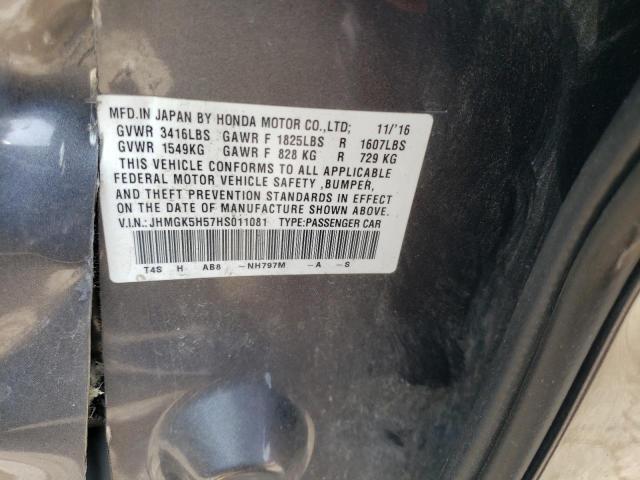 MFD.IN JAPAN BY HONDA MOTOR CO.,LTD; 11/'16
GVWR 3416LBS GAWR F 1825LBS R 1607LBS
GVWR 1549KG GAWR F 828 KG R 729 KG
THIS VEHICLE CONFORMS TO ALL APPLICABLE
FEDERAL MOTOR VEHICLE SAFETY ,BUMPER,
AND THEFT PREVENTION STANDARDS IN EFFECT
ON THE DATE OF MANUFACTURE SHOWN ABOVE.
V.I.N.: JHMGK5H57HS011081 TYPE:PASSENGER CAR
T4S H AB8 -NH797M -A -S